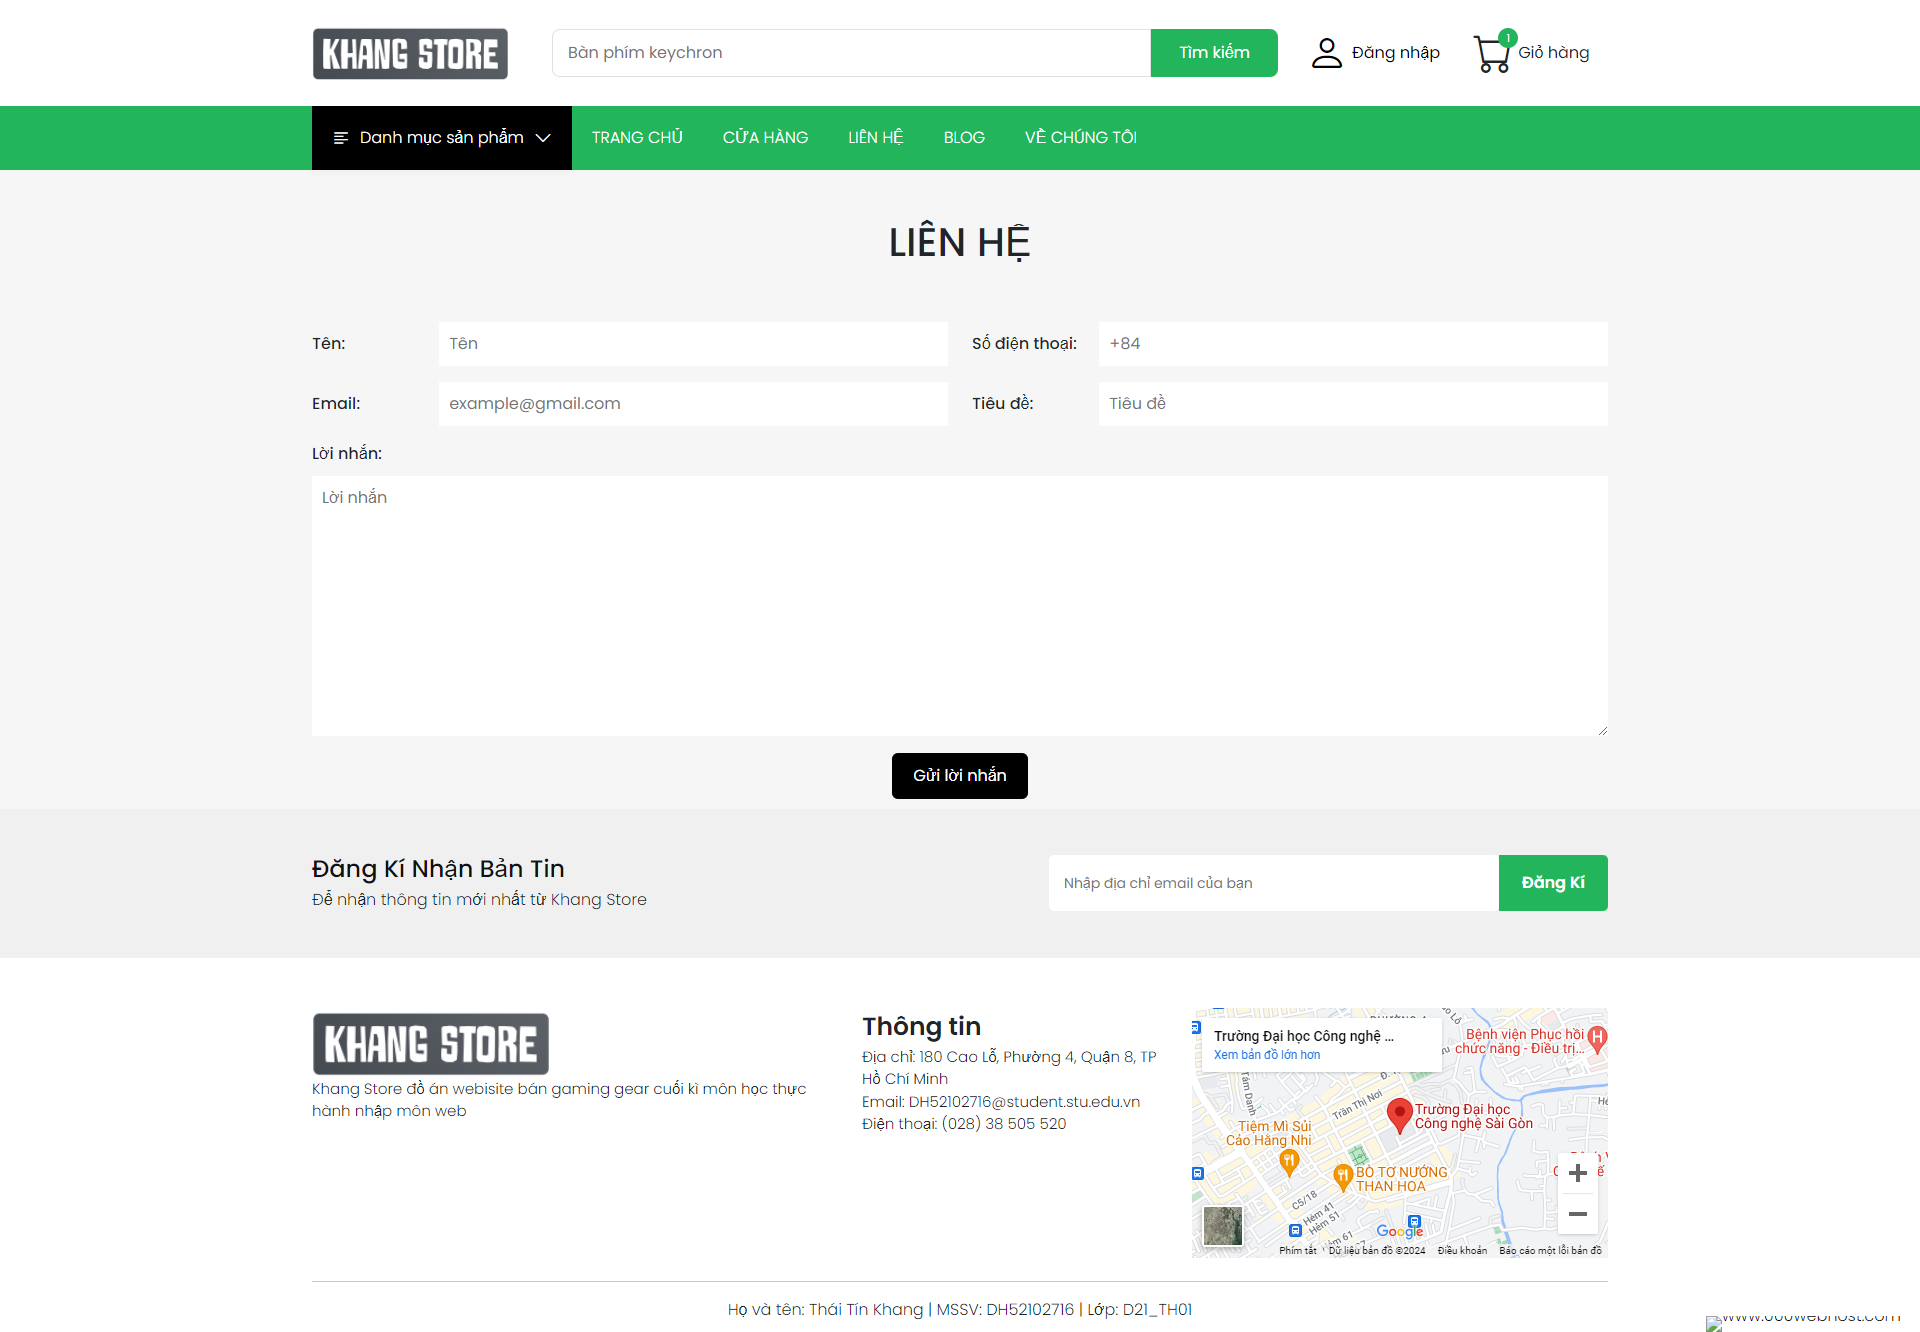 KHANG STORE
Bàn phím keychron
Tìm kiếm
Đăng nhập
1
Giỏ hàng
Danh mục sản phẩm
TRANG CHỦ
CỬA HÀNG
LIÊN HỆ
BLOG
VỀ CHÚNG TÔI
LIÊN HỆ
Tên:
Tên
Số điện thoại:
+84
Email:
example@gmail.com
Tiêu đề:
Tiêu đề
Lời nhắn:
Lời nhắn
Gửi lời nhắn
Đăng Kí Nhận Bản Tin
Để nhận thông tin mới nhất từ Khang Store
Nhập địa chỉ email của bạn
Đăng Kí
KHANG STORE
Khang Store đồ án webisite bán gaming gear cuối kì môn học thực
hành nhập môn web
Thông tin
Địa chỉ: 180 Cao Lỗ, Phường 4, Quận 8, TP
Hồ Chí Minh
Email: DH52102716@student.stu.edu.vn
Điện thoại: (028) 38 505 520
Trường Đại học Công nghệ ...
Xem bản đồ lớn hơn
Bệnh viện Phục hồi
chức năng - Điều trị...
Tám Danh
Trần Thị Nơi
Trường Đại học
Công nghệ Sài Gòn
Tiệm Mì Sủi
Cảo Hằng Nhi
BÒ TƠ NƯỚNG
THAN HOA
C5/18
Hẻm 41
Hẻm 51
Google
Phím tắt
Dữ liệu bản đồ ©2024
Điều khoản
Báo cáo một lỗi bản đồ
Họ và tên: Thái Tín Khang | MSSV: DH52102716 | Lớp: D21_TH01